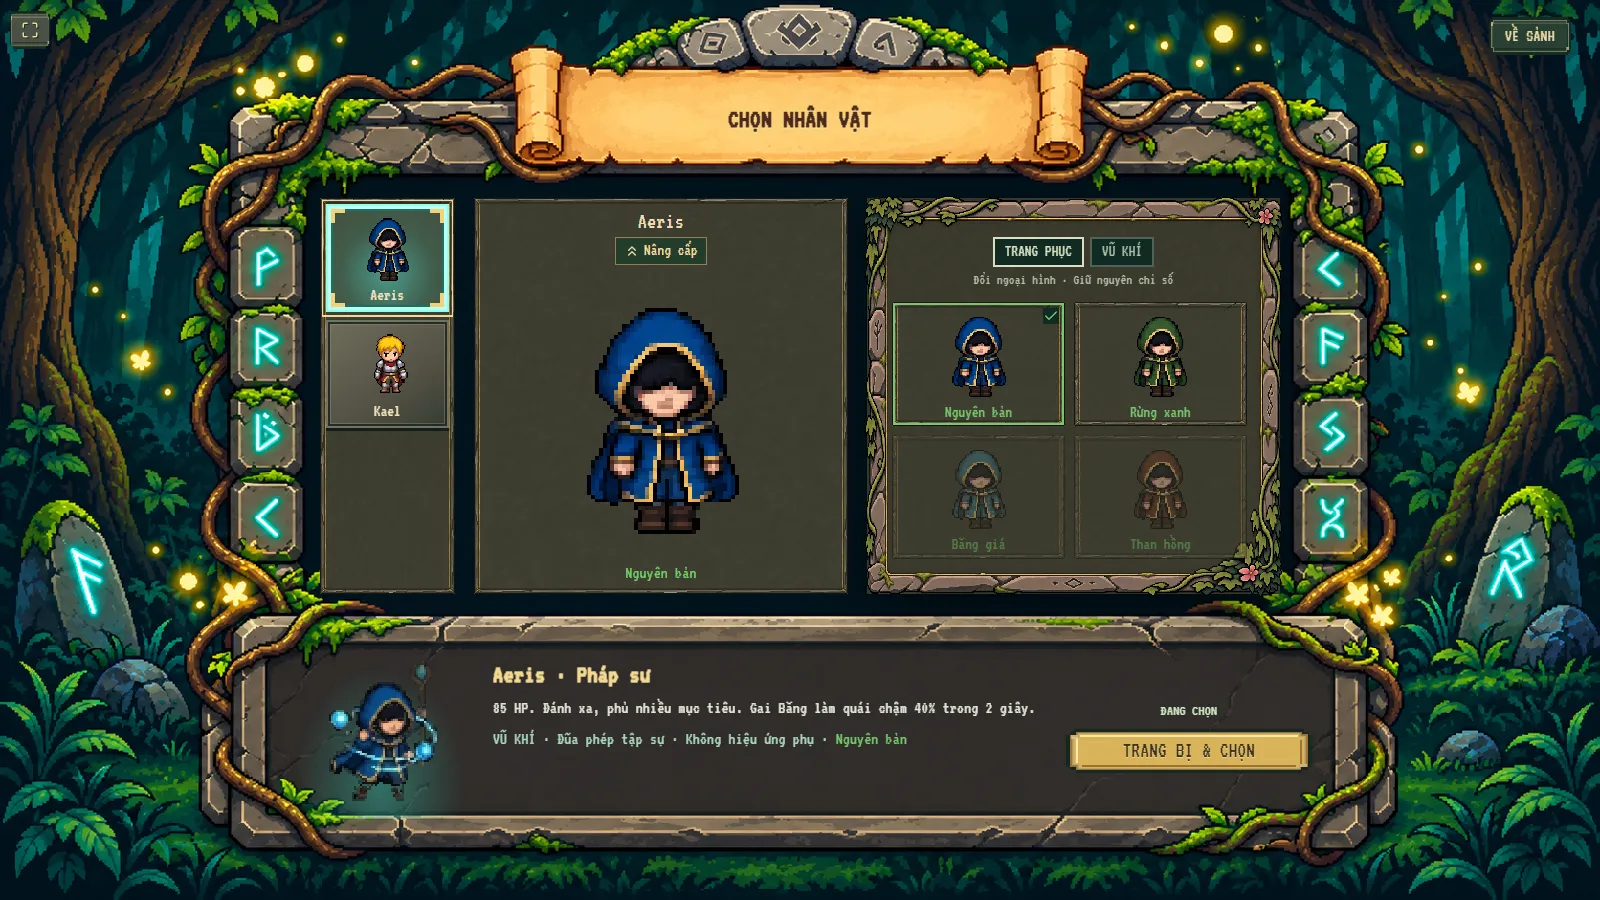 VỀ SẢNH
CHỌN NHÂN VẬT
Aeris
Kael
Aeris
Nâng cấp
Nguyên bản
TRANG PHỤC
VŨ KHÍ
Đổi ngoại hình · Giữ nguyên chỉ số
Nguyên bản
Rừng xanh
Băng giá
Than hồng
Aeris · Pháp sư
85 HP. Đánh xa, phủ nhiều mục tiêu. Gai Băng làm quái chậm 40% trong 2 giây.
VŨ KHÍ · Đũa phép tập sự · Không hiệu ứng phụ · Nguyên bản
ĐANG CHỌN
TRANG BỊ & CHỌN